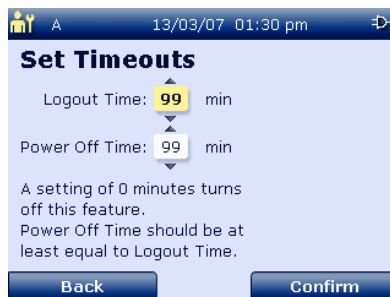 A 13/03/07 01:30 pm
Set Timeouts
Logout Time: 99 min
Power Off Time: 99 min
A setting of 0 minutes turns
off this feature.
Power Off Time should be at
least equal to Logout Time.
Back Confirm